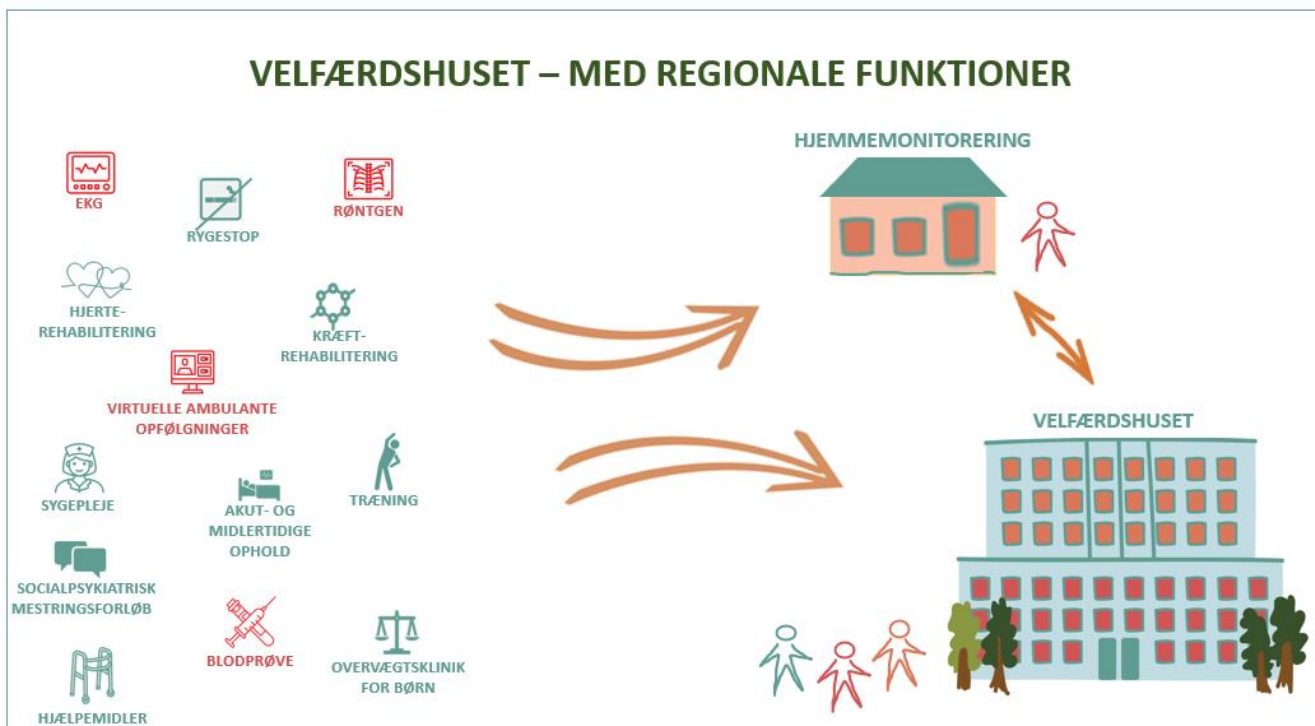 VELFÆRDSHUSET – MED REGIONALE FUNKTIONER
EKG
RYGESTOP
RØNTGEN
HJERTE-
REHABILITERING
KRÆFT-
REHABILITERING
VIRTUELLE AMBULANTE
OPFØLGNINGER
SYGEPLEJE
AKUT- OG
MIDLERTIDIGE
OPHOLD
TRÆNING
SOCIALPSYKIATRISK
MESTRINGSFORLØB
BLODPRØVE
OVERVÆGTSKLINIK
FOR BØRN
HJÆLPEMIDLER
HJEMMEMONITORERING
VELFÆRDSHUSET